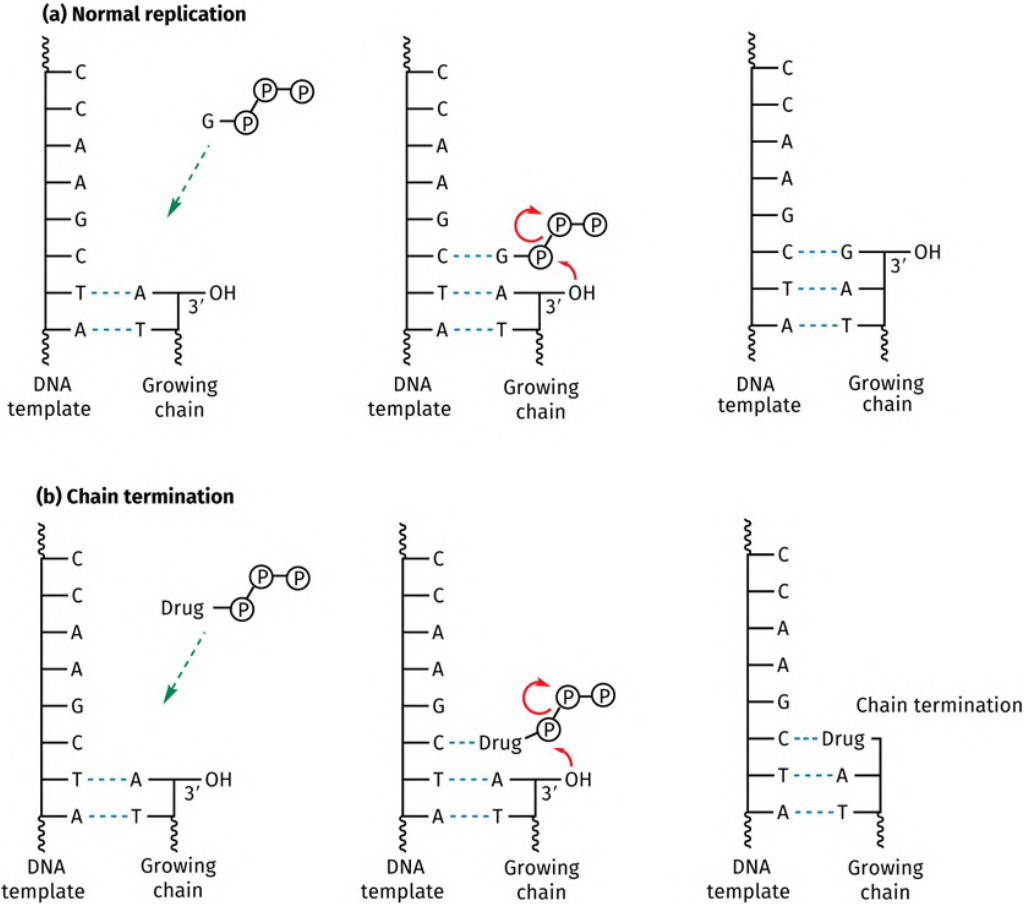 (a) Normal replication
C
C
A
A
G
C
T A OH
3′
A T
G P P P
DNA
template
Growing
chain
C
C
A
A
G
C G P P P
T A OH
3′
A T
DNA
template
Growing
chain
C
C
A
A
G
C G OH
3′
T A
A T
DNA
template
Growing
chain
(b) Chain termination
C
C
A
A
G
C
T A OH
3′
A T
Drug P P P
DNA
template
Growing
chain
C
C
A
A
G
C Drug P P P
T A OH
3′
A T
DNA
template
Growing
chain
C
C
A
A
G
Chain termination
C Drug
T A
A T
DNA
template
Growing
chain